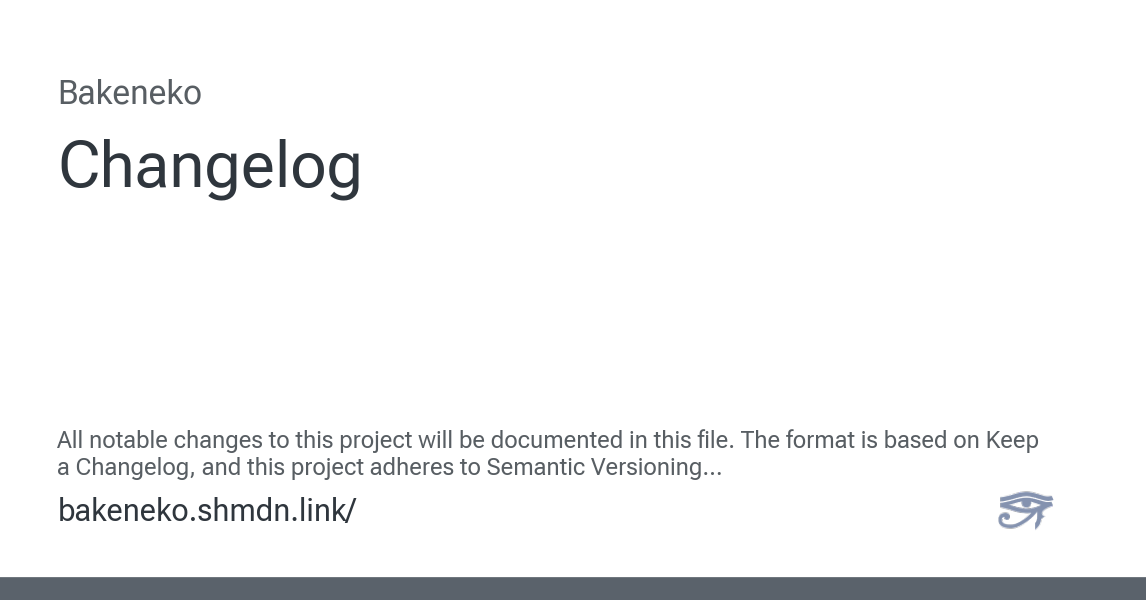 Bakeneko
Changelog
All notable changes to this project will be documented in this file. The format is based on Keep
a Changelog, and this project adheres to Semantic Versioning...
bakeneko.shmdn.link/